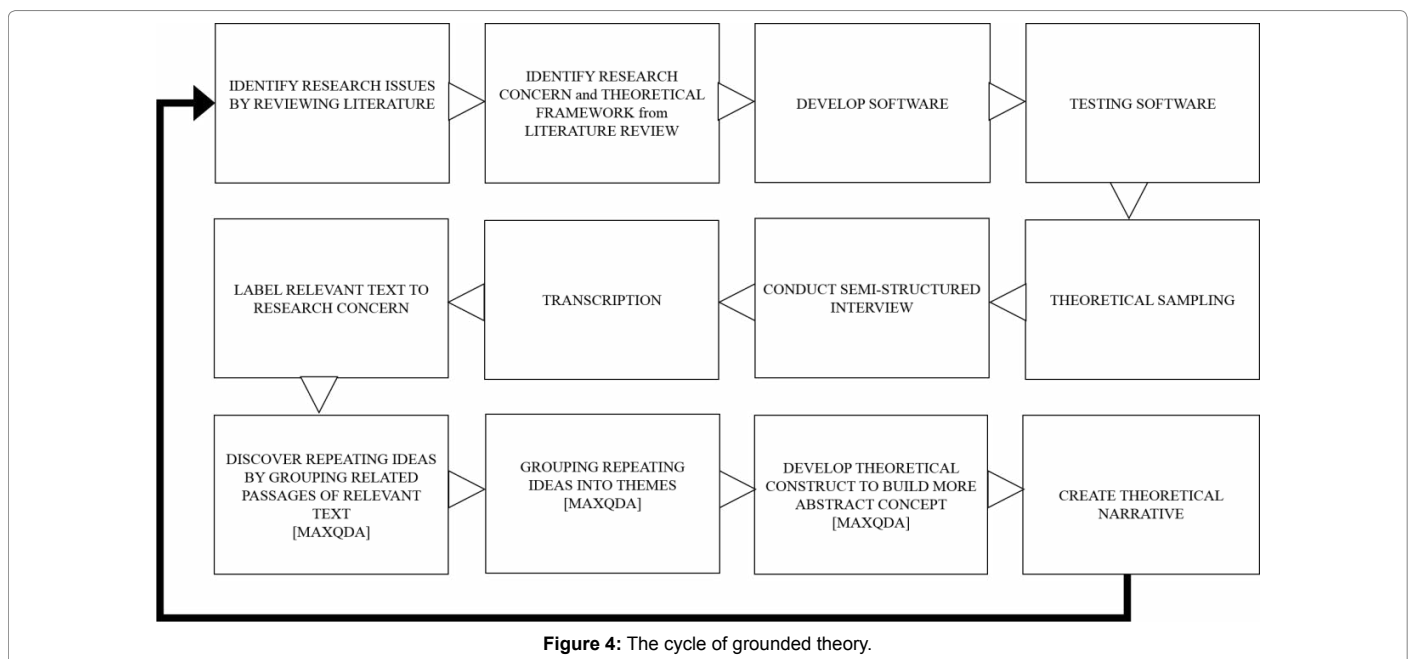 IDENTIFY RESEARCH ISSUES
BY REVIEWING LITERATURE
IDENTIFY RESEARCH
CONCERN and THEORETICAL
FRAMEWORK from
LITERATURE REVIEW
DEVELOP SOFTWARE
TESTING SOFTWARE
THEORETICAL SAMPLING
CONDUCT SEMI-STRUCTURED
INTERVIEW
TRANSCRIPTION
LABEL RELEVANT TEXT TO
RESEARCH CONCERN
DISCOVER REPEATING IDEAS
BY GROUPING RELATED
PASSAGES OF RELEVANT
TEXT
[MAXQDA]
GROUPING REPEATING
IDEAS INTO THEMES
[MAXQDA]
DEVELOP THEORETICAL
CONSTRUCT TO BUILD MORE
ABSTRACT CONCEPT
[MAXQDA]
CREATE THEORETICAL
NARRATIVE
Figure 4: The cycle of grounded theory.